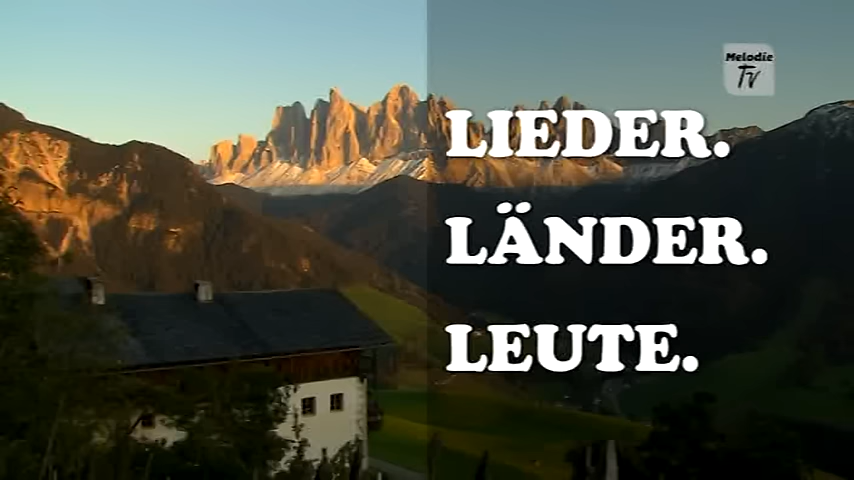 Melodie
TV
LIEDER.
LÄNDER.
LEUTE.